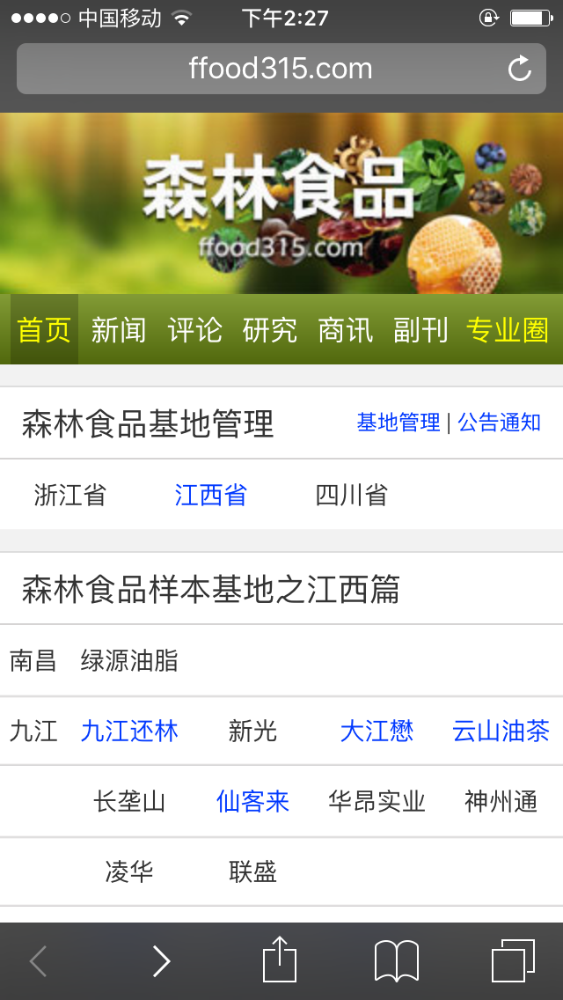 中国移动 下午2:27
ffood315.com
森林食品
ffood315.com
首页 新闻 评论 研究 商讯 副刊 专业圈
森林食品基地管理 基地管理 | 公告通知
浙江省 江西省 四川省
森林食品样本基地之江西篇
南昌 绿源油脂
九江 九江还林 新光 大江懋 云山油茶
长垄山 仙客来 华昂实业 神州通
凌华 联盛